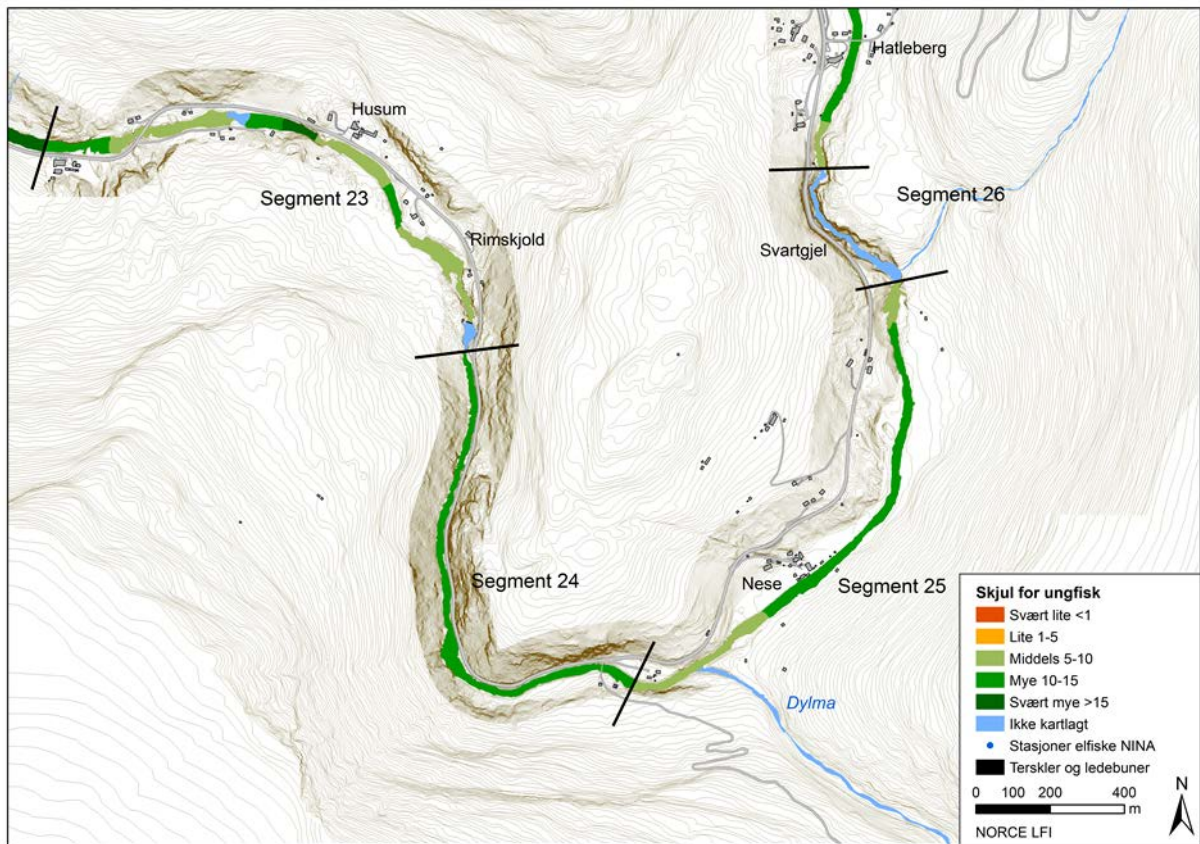 Hatleberg
Husum
Segment 23
Segment 26
Rimskjold
Svartgjel
Segment 24
Nese
Segment 25
Dylma
Skjul for ungfisk
Svært lite <1
Lite 1-5
Middels 5-10
Mye 10-15
Svært mye >15
Ikke kartlagt
Stasjoner elfiske NINA
Terskler og ledebuner
N
0 100 200 400
m
NORCE LFI